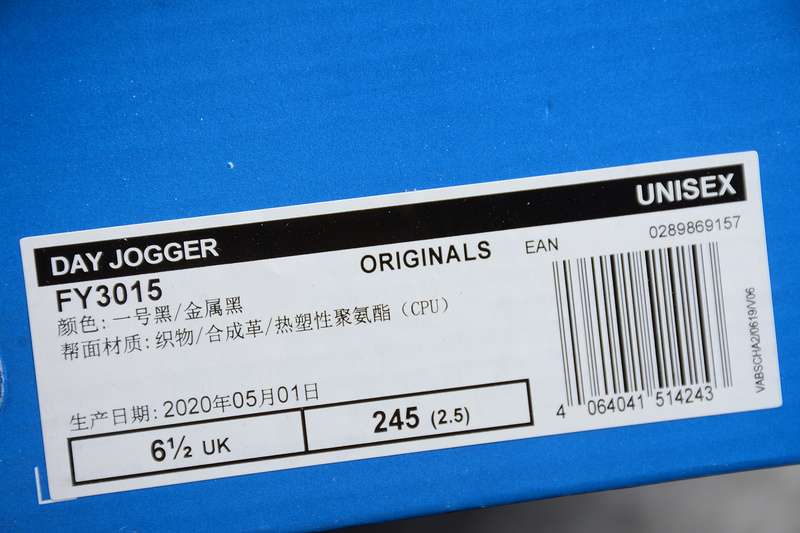 DAY JOGGER
UNISEX
FY3015
ORIGINALS
EAN
0289869157
颜色: 一号黑/金属黑
帮面材质: 织物/合成革/热塑性聚氨酯（CPU）
生产日期: 2020年05月01日
6½ UK
245 (2.5)
4 064041 514243
VABSCHA2/0619/V06